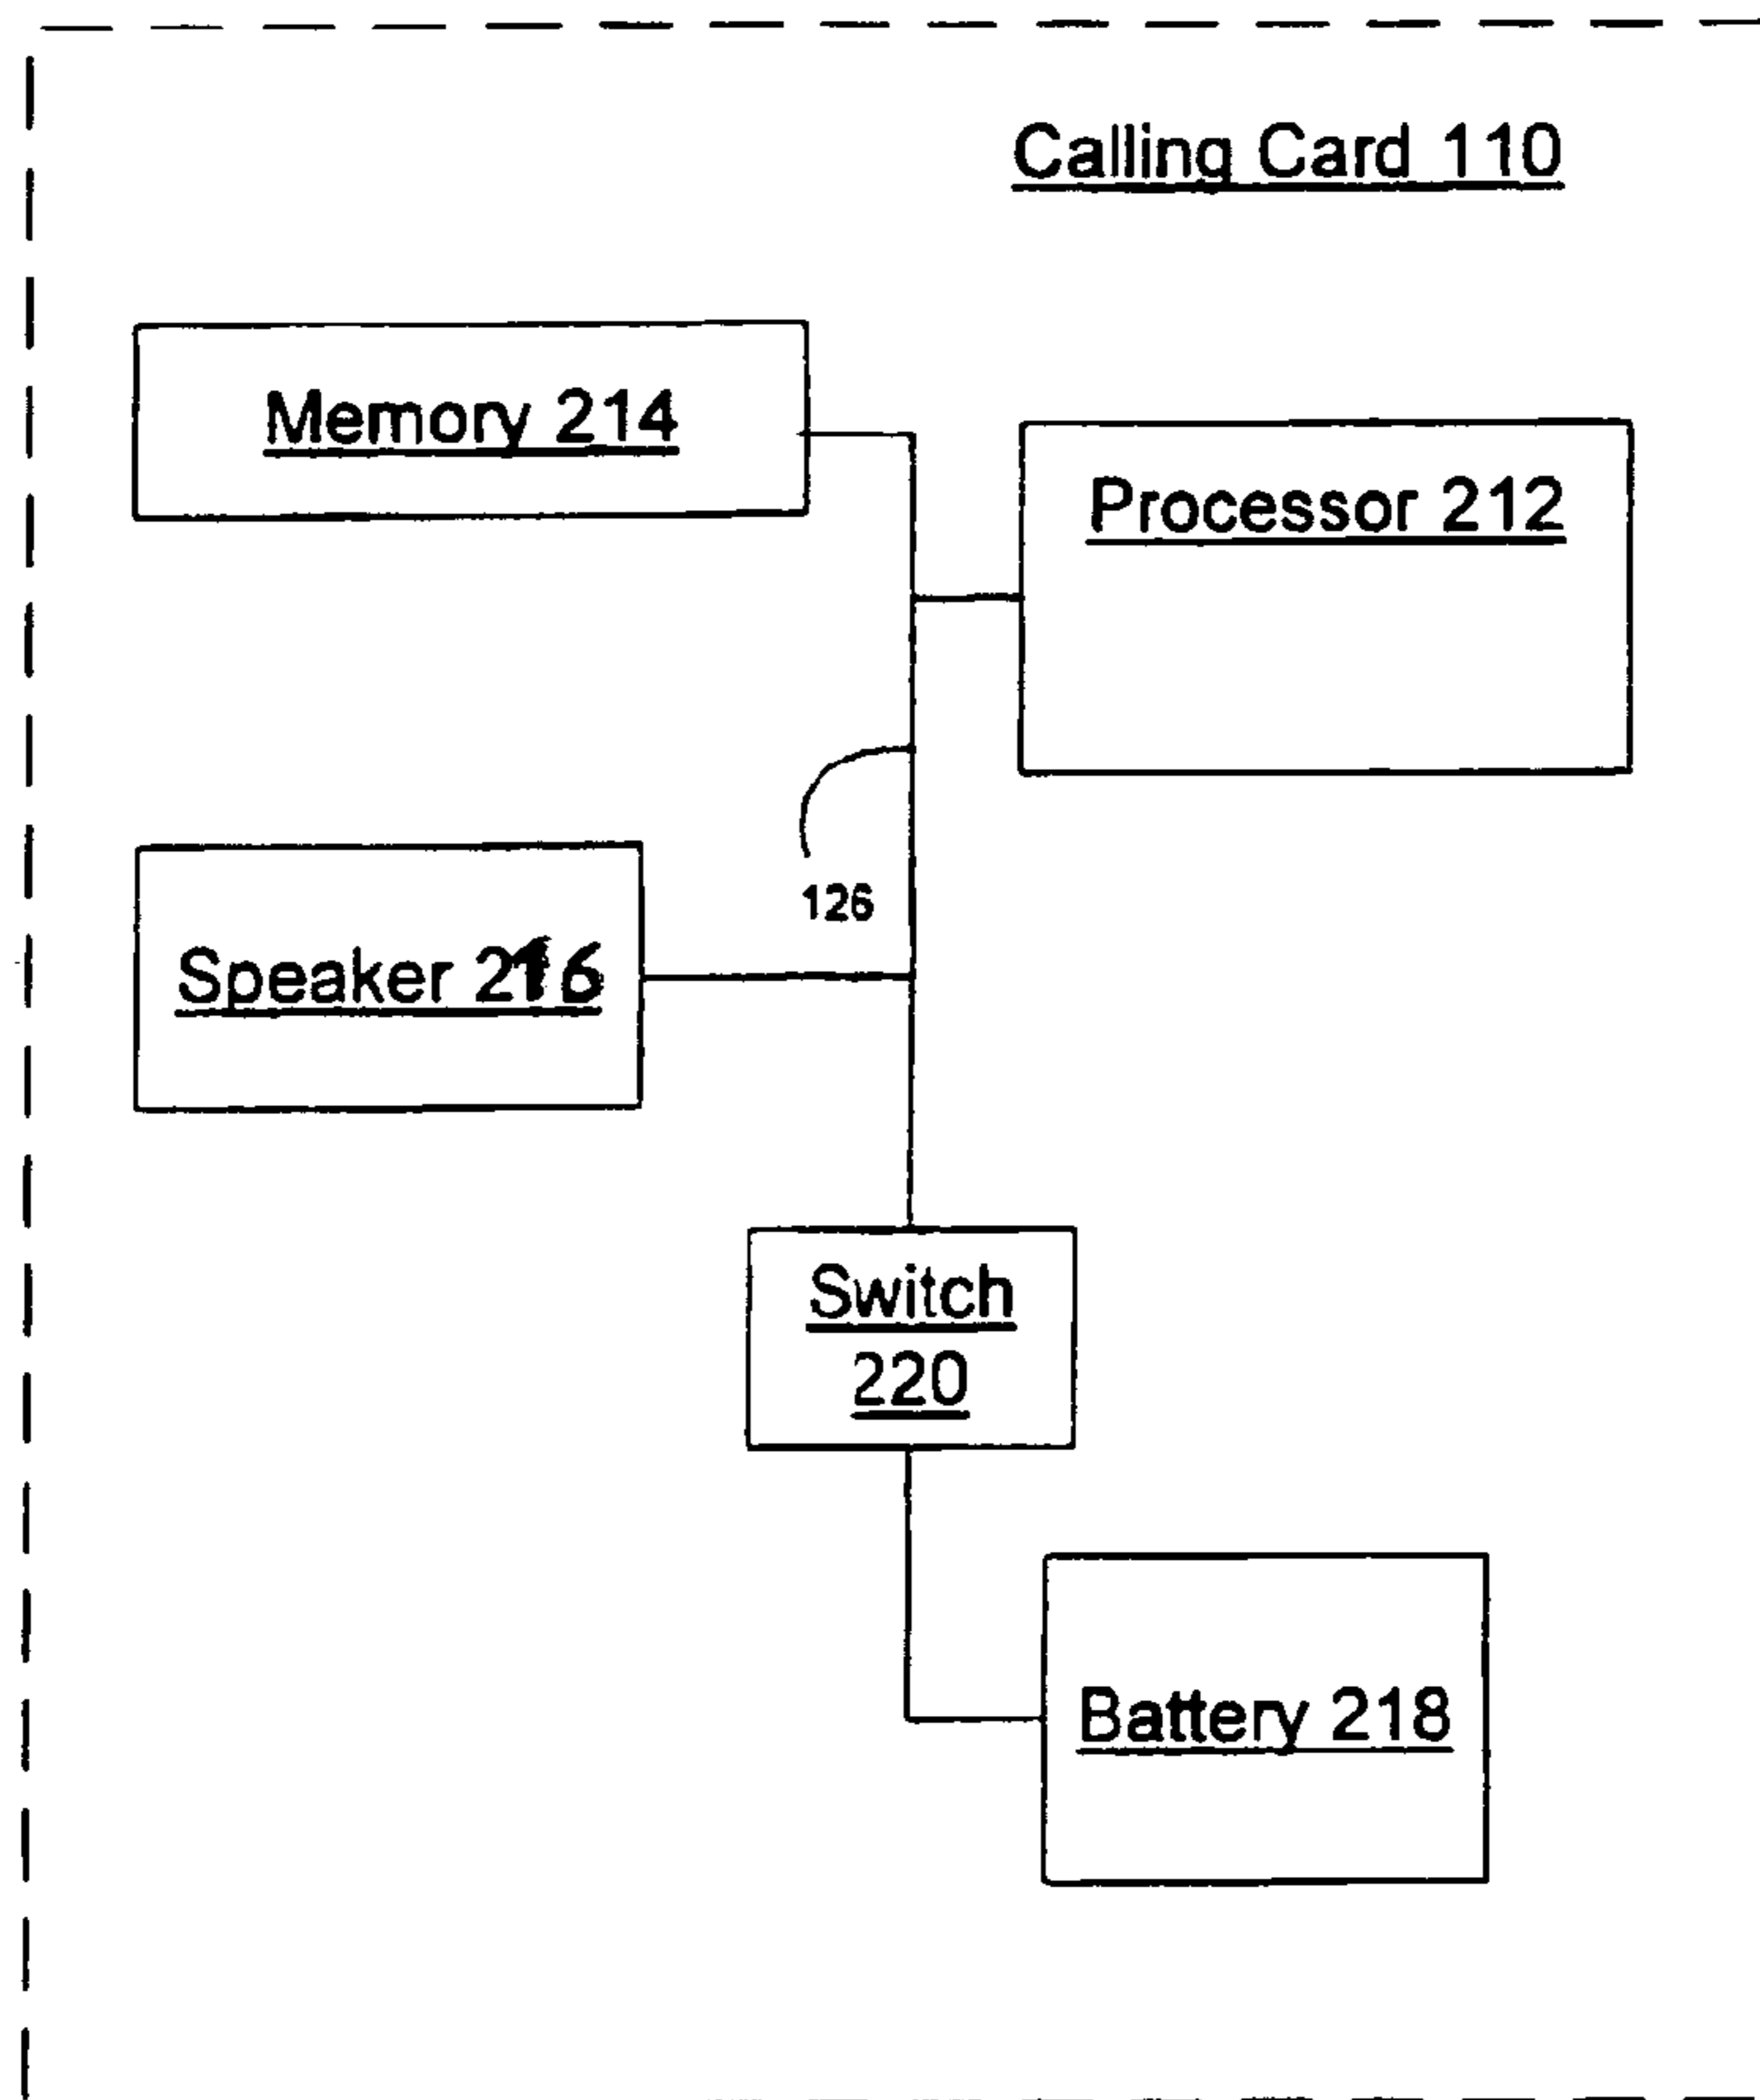 Calling Card 110
Memory 214
Processor 212
126
Speaker 216
Switch
220
Battery 218